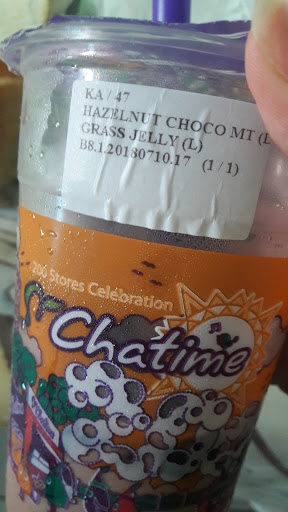 KA / 47
HAZELNUT CHOCO MT (L
GRASS JELLY (L)
B8.1.20180710.17 (1 / 1)
200 Stores Celebration
Chatime